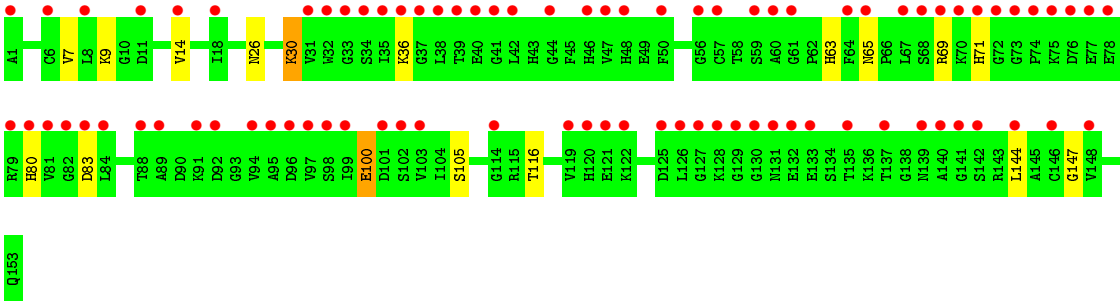 A1 C6 V7 L8 K9 G10 D11 V14 I18 N26 K30 V31 W32 G33 S34 I35 K36 G37 L38 T39 E40 G41 L42 H43 G44 F45 H46 V47 H48 E49 F50 G56 C57 T58 S59 A60 G61 P62 H63 F64 N65 P66 L67 S68 R69 K70 H71 G72 G73 P74 K75 D76 E77 E78
R79 H80 V81 G82 D83 L84 T88 A89 D90 K91 D92 G93 V94 A95 D96 V97 S98 I99 E100 D101 S102 V103 I104 S105 G114 R115 T116 V119 H120 E121 K122 D125 L126 G127 K128 G129 G130 N131 E132 E133 S134 T135 K136 T137 G138 N139 A140 G141 S142 R143 L144 A145 C146 G147 V148
Q153